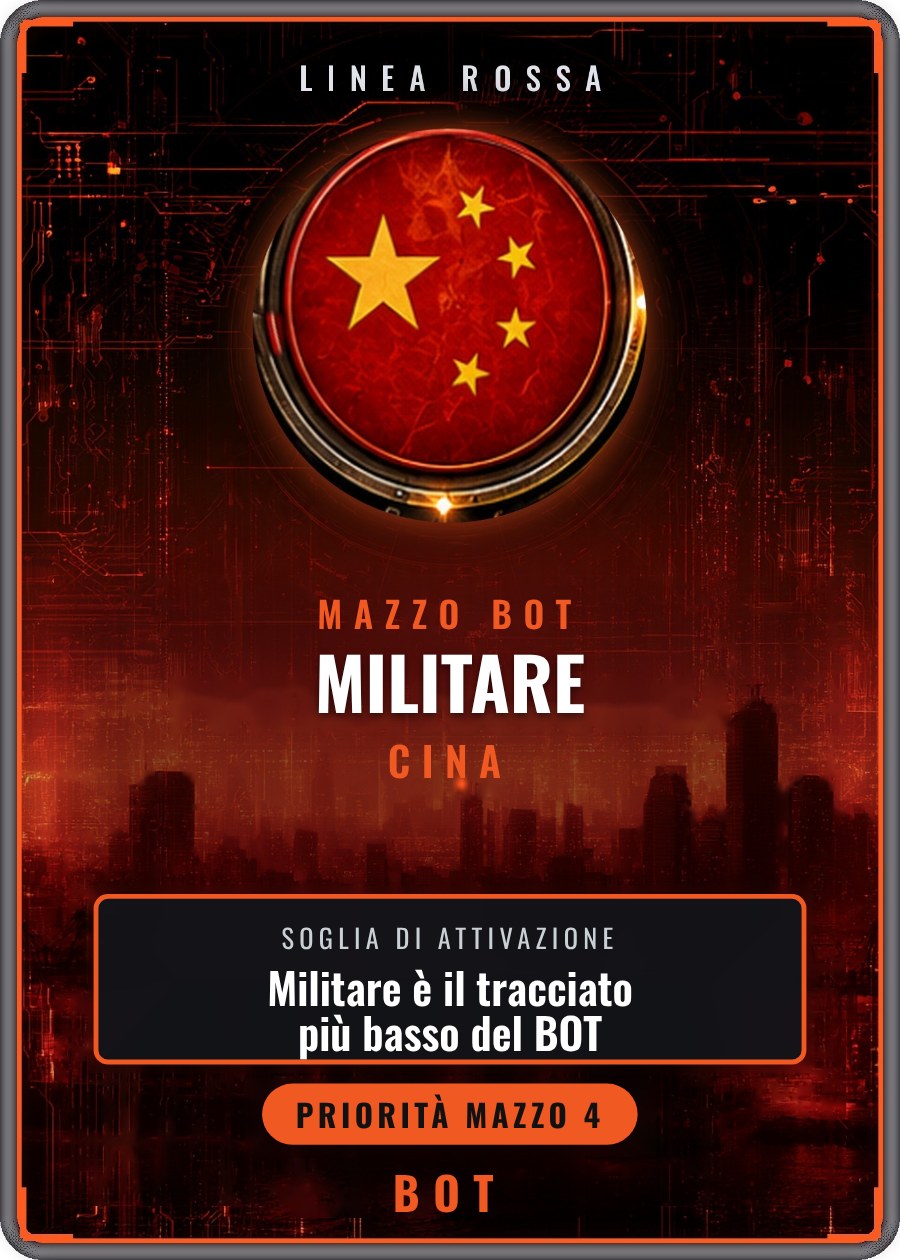 LINEA ROSSA
MAZZO BOT
MILITARE
CINA
SOGLIA DI ATTIVAZIONE
Militare è il tracciato
più basso del BOT
PRIORITÀ MAZZO 4
BOT